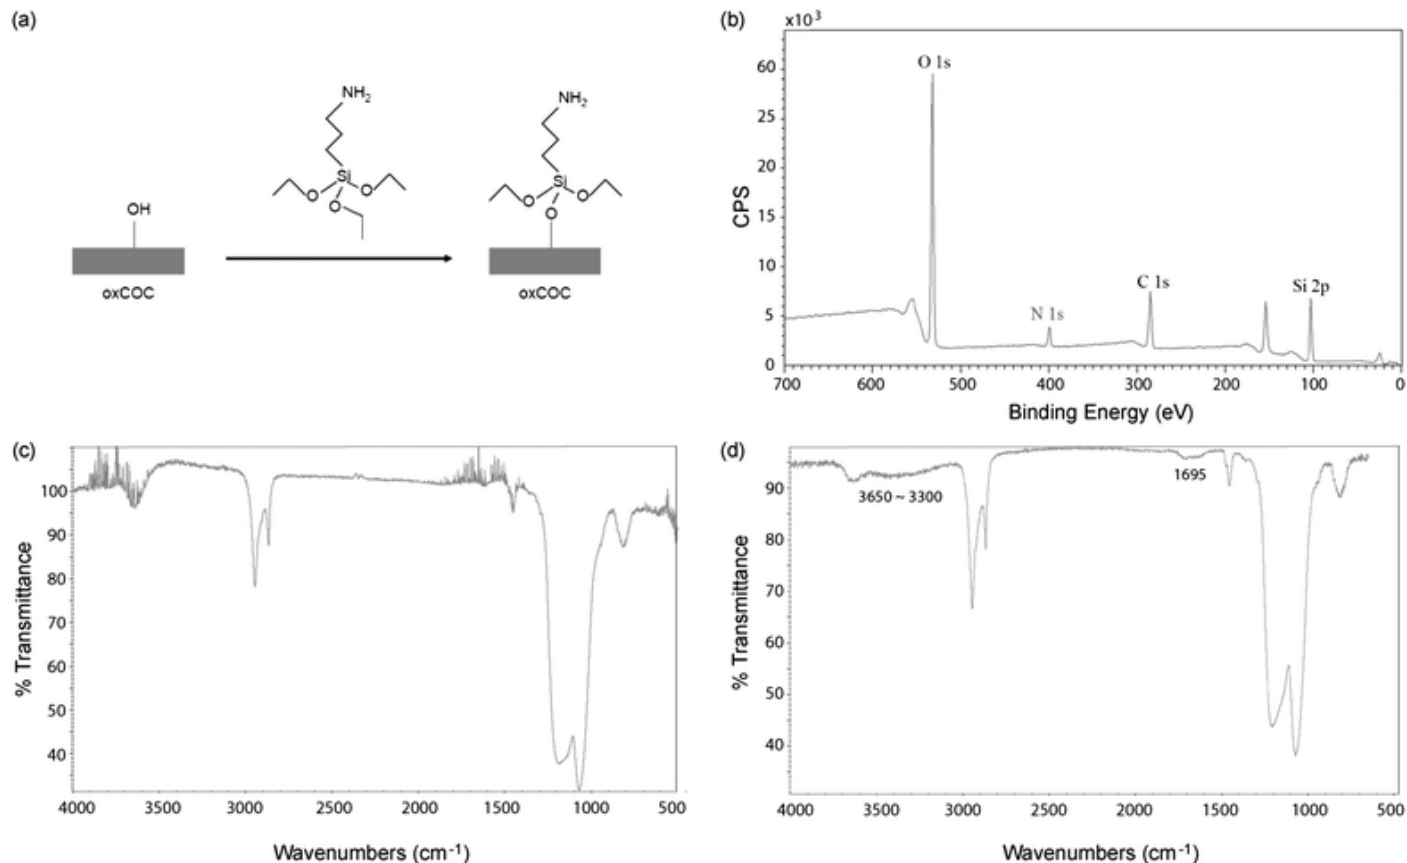 (a)
NH2
Si
O
O
O
OH
oxCOC
NH2
Si
O
O
O
oxCOC
(b)
x10 3
60
25
20
15
10
5
0
CPS
O 1s
N 1s
C 1s
Si 2p
700
600
500
400
300
200
100
0
Binding Energy (eV)
(c)
100
90
80
70
60
50
40
% Transmittance
4000
3500
3000
2500
2000
1500
1000
500
Wavenumbers (cm-1)
(d)
90
80
70
60
50
40
% Transmittance
3650 ~ 3300
1695
4000
3500
3000
2500
2000
1500
1000
500
Wavenumbers (cm-1)